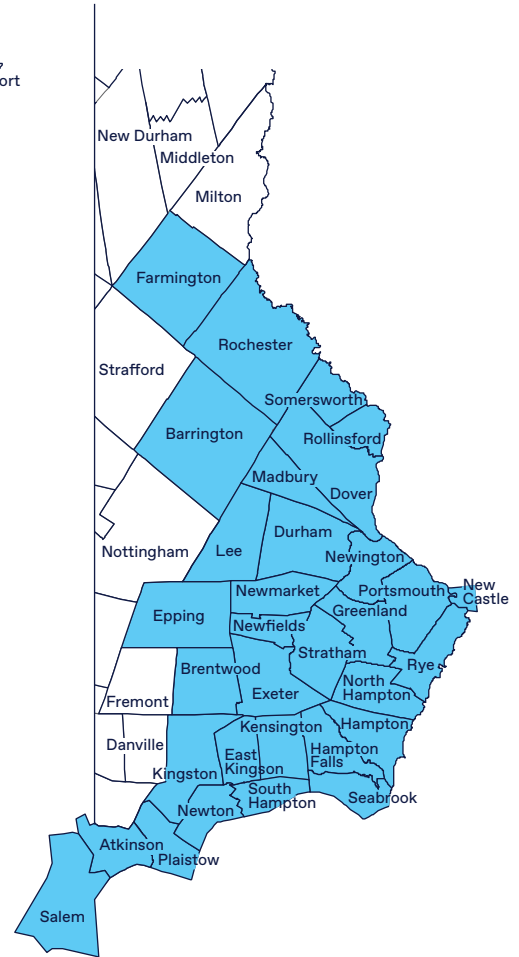 ort
New Durham
Middleton
Milton
Farmington
Rochester
Strafford
Somersworth
Barrington
Rollinsford
Madbury
Dover
Durham
Nottingham
Lee
Newington
Newmarket
Portsmouth
New
Castle
Epping
Greenland
Newfields
Stratham
Rye
Brentwood
North
Hampton
Exeter
Fremont
Kensington
Hampton
Danville
East
Kingson
Hampton
Falls
Kingston
South
Hampton
Seabrook
Newton
Atkinson
Plaistow
Salem